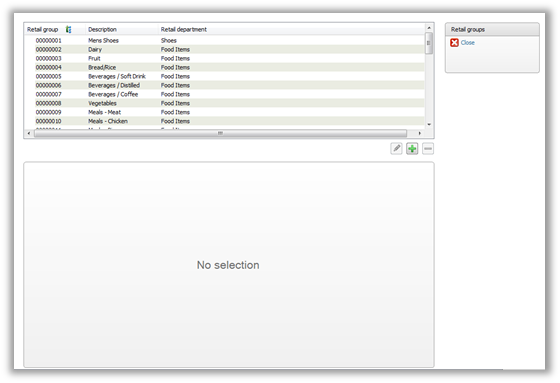 Retail group Description Retail department
00000001 Mens Shoes Shoes
00000002 Dairy Food Items
00000003 Fruit Food Items
00000004 Bread/Rice Food Items
00000005 Beverages / Soft Drink Food Items
00000006 Beverages / Distilled Food Items
00000007 Beverages / Coffee Food Items
00000008 Vegetables Food Items
00000009 Meals - Meat Food Items
00000010 Meals - Chicken Food Items
Retail groups
Close
No selection